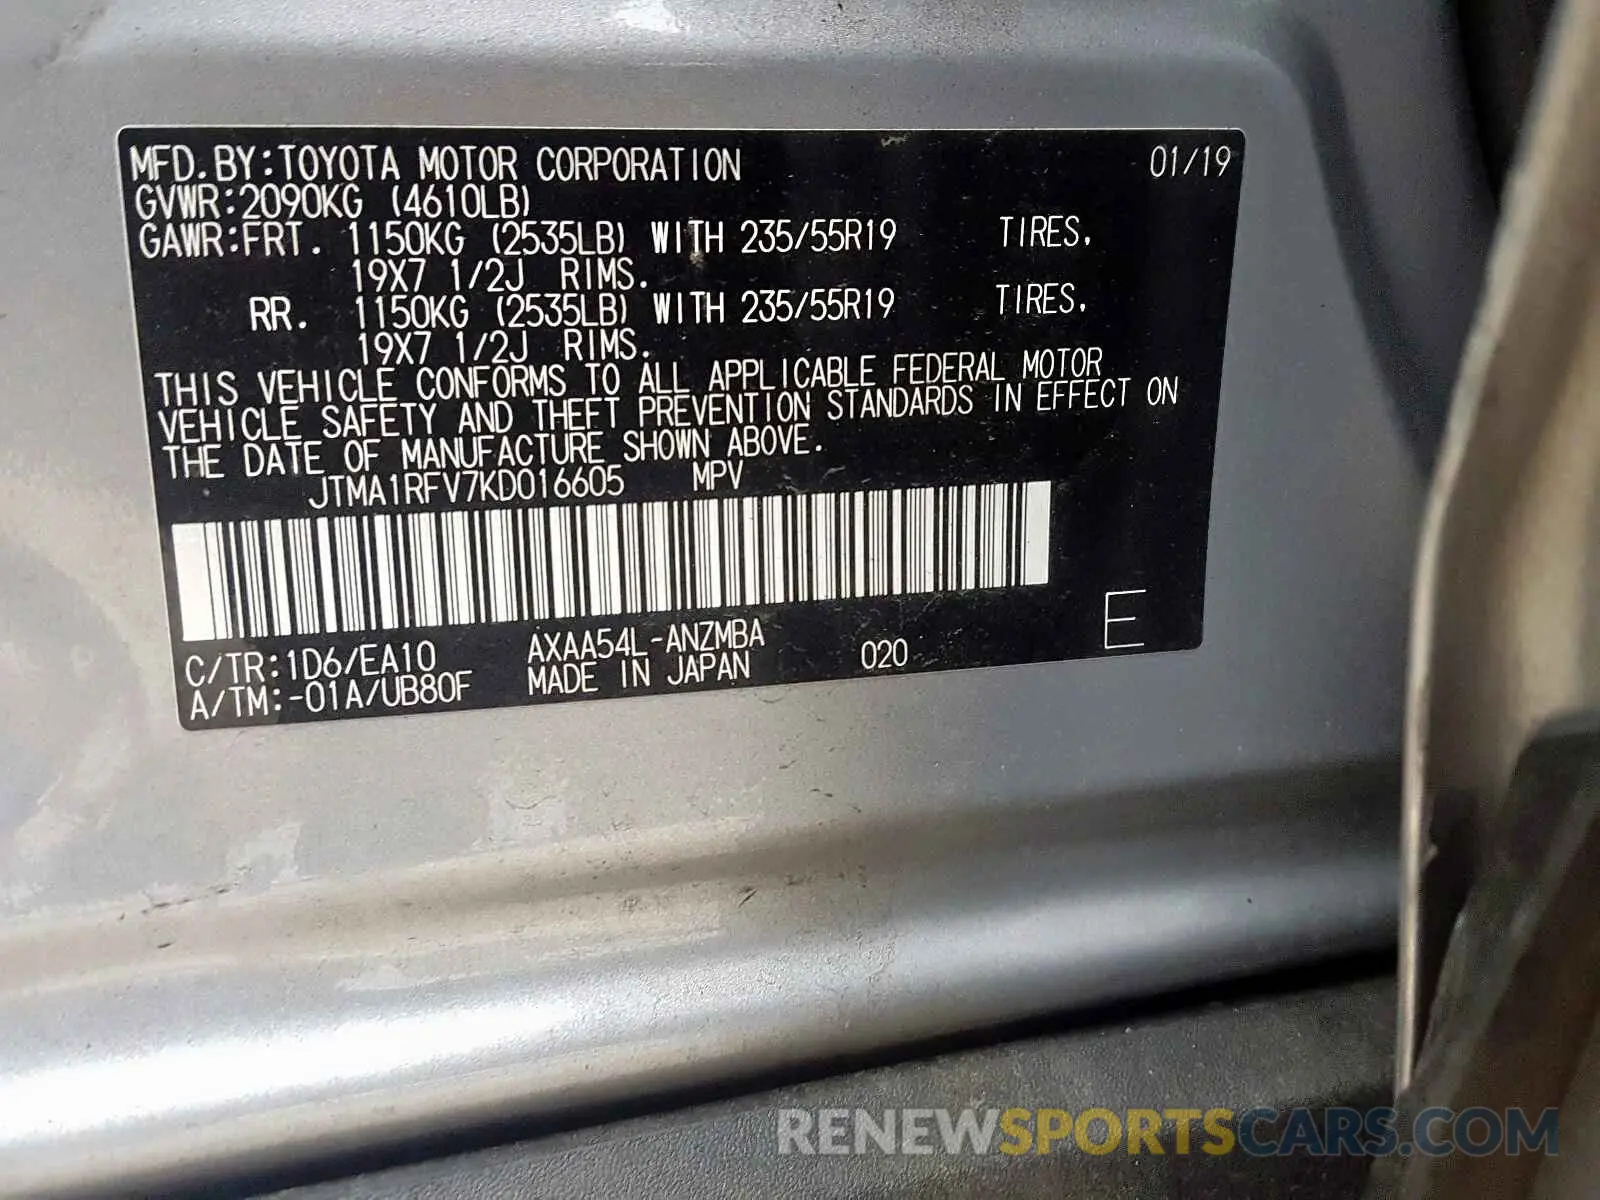 MFD.BY:TOYOTA MOTOR CORPORATION 01/19
GVWR:2090KG (4610LB)
GAWR:FRT. 1150KG (2535LB) WITH 235/55R19 TIRES,
19X7 1/2J RIMS.
RR. 1150KG (2535LB) WITH 235/55R19 TIRES,
19X7 1/2J RIMS.
THIS VEHICLE CONFORMS TO ALL APPLICABLE FEDERAL MOTOR
VEHICLE SAFETY AND THEFT PREVENTION STANDARDS IN EFFECT ON
THE DATE OF MANUFACTURE SHOWN ABOVE.
JTMA1RFV7KD016605 MPV
C/TR:1D6/EA10 AXAA54L-ANZMBA 020 E
A/TM:-01A/UB80F MADE IN JAPAN
RENEWSPORTSCARS.COM